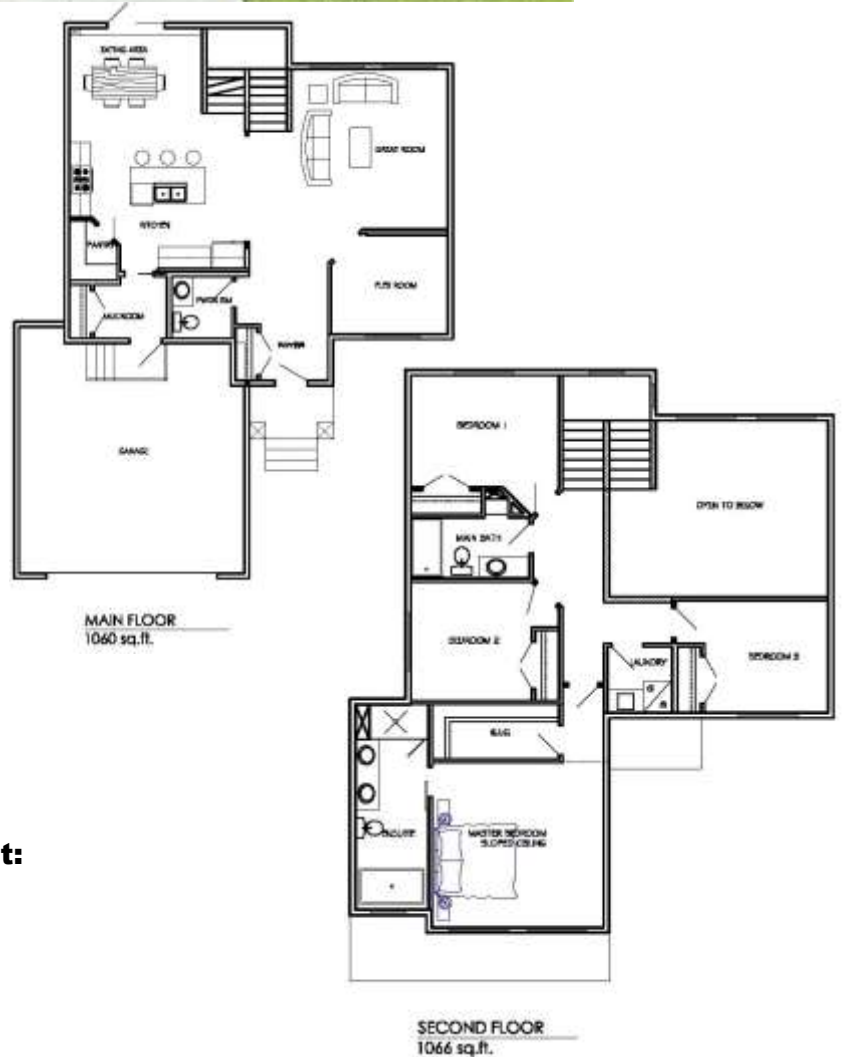 EATING AREA
GREAT ROOM
KITCHEN
PANTRY
FLEX ROOM
MUDROOM
PWDR RM
FOYER
GARAGE
MAIN FLOOR
1060 sq.ft.
BEDROOM 1
OPEN TO BELOW
MAIN BATH
BEDROOM 2
LAUNDRY
BEDROOM 3
W.I.C.
MASTER BEDROOM
SLOPED CEILING
ENSUITE
t:
SECOND FLOOR
1066 sq.ft.